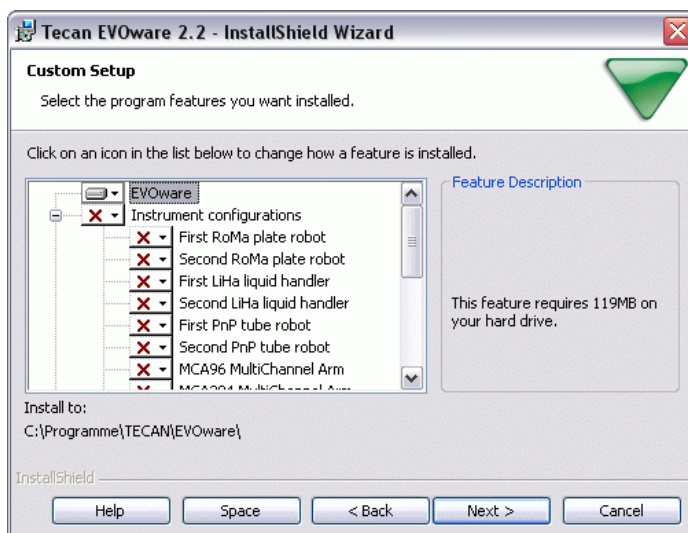 Tecan EVOware 2.2 - InstallShield Wizard
Custom Setup
Select the program features you want installed.
Click on an icon in the list below to change how a feature is installed.
EVOware
Instrument configurations
First RoMa plate robot
Second RoMa plate robot
First LiHa liquid handler
Second LiHa liquid handler
First PnP tube robot
Second PnP tube robot
MCA96 MultiChannel Arm
MCA384 MultiChannel Arm
Feature Description
This feature requires 119MB on
your hard drive.
Install to:
C:\Programme\TECAN\EVOware\
InstallShield
Help
Space
< Back
Next >
Cancel